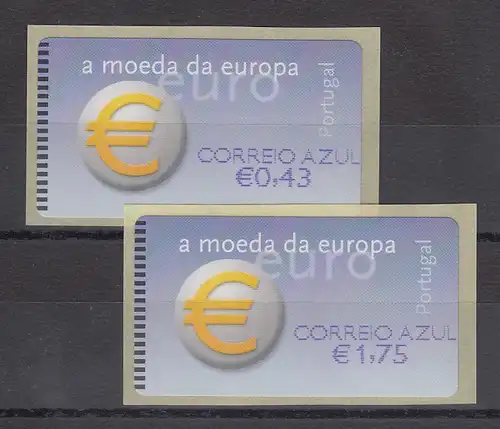 a moeda da europa
euro
Portugal
€
CORREIO AZUL
€0,43
a moeda da europa
euro
Portugal
€
CORREIO AZUL
€1,75